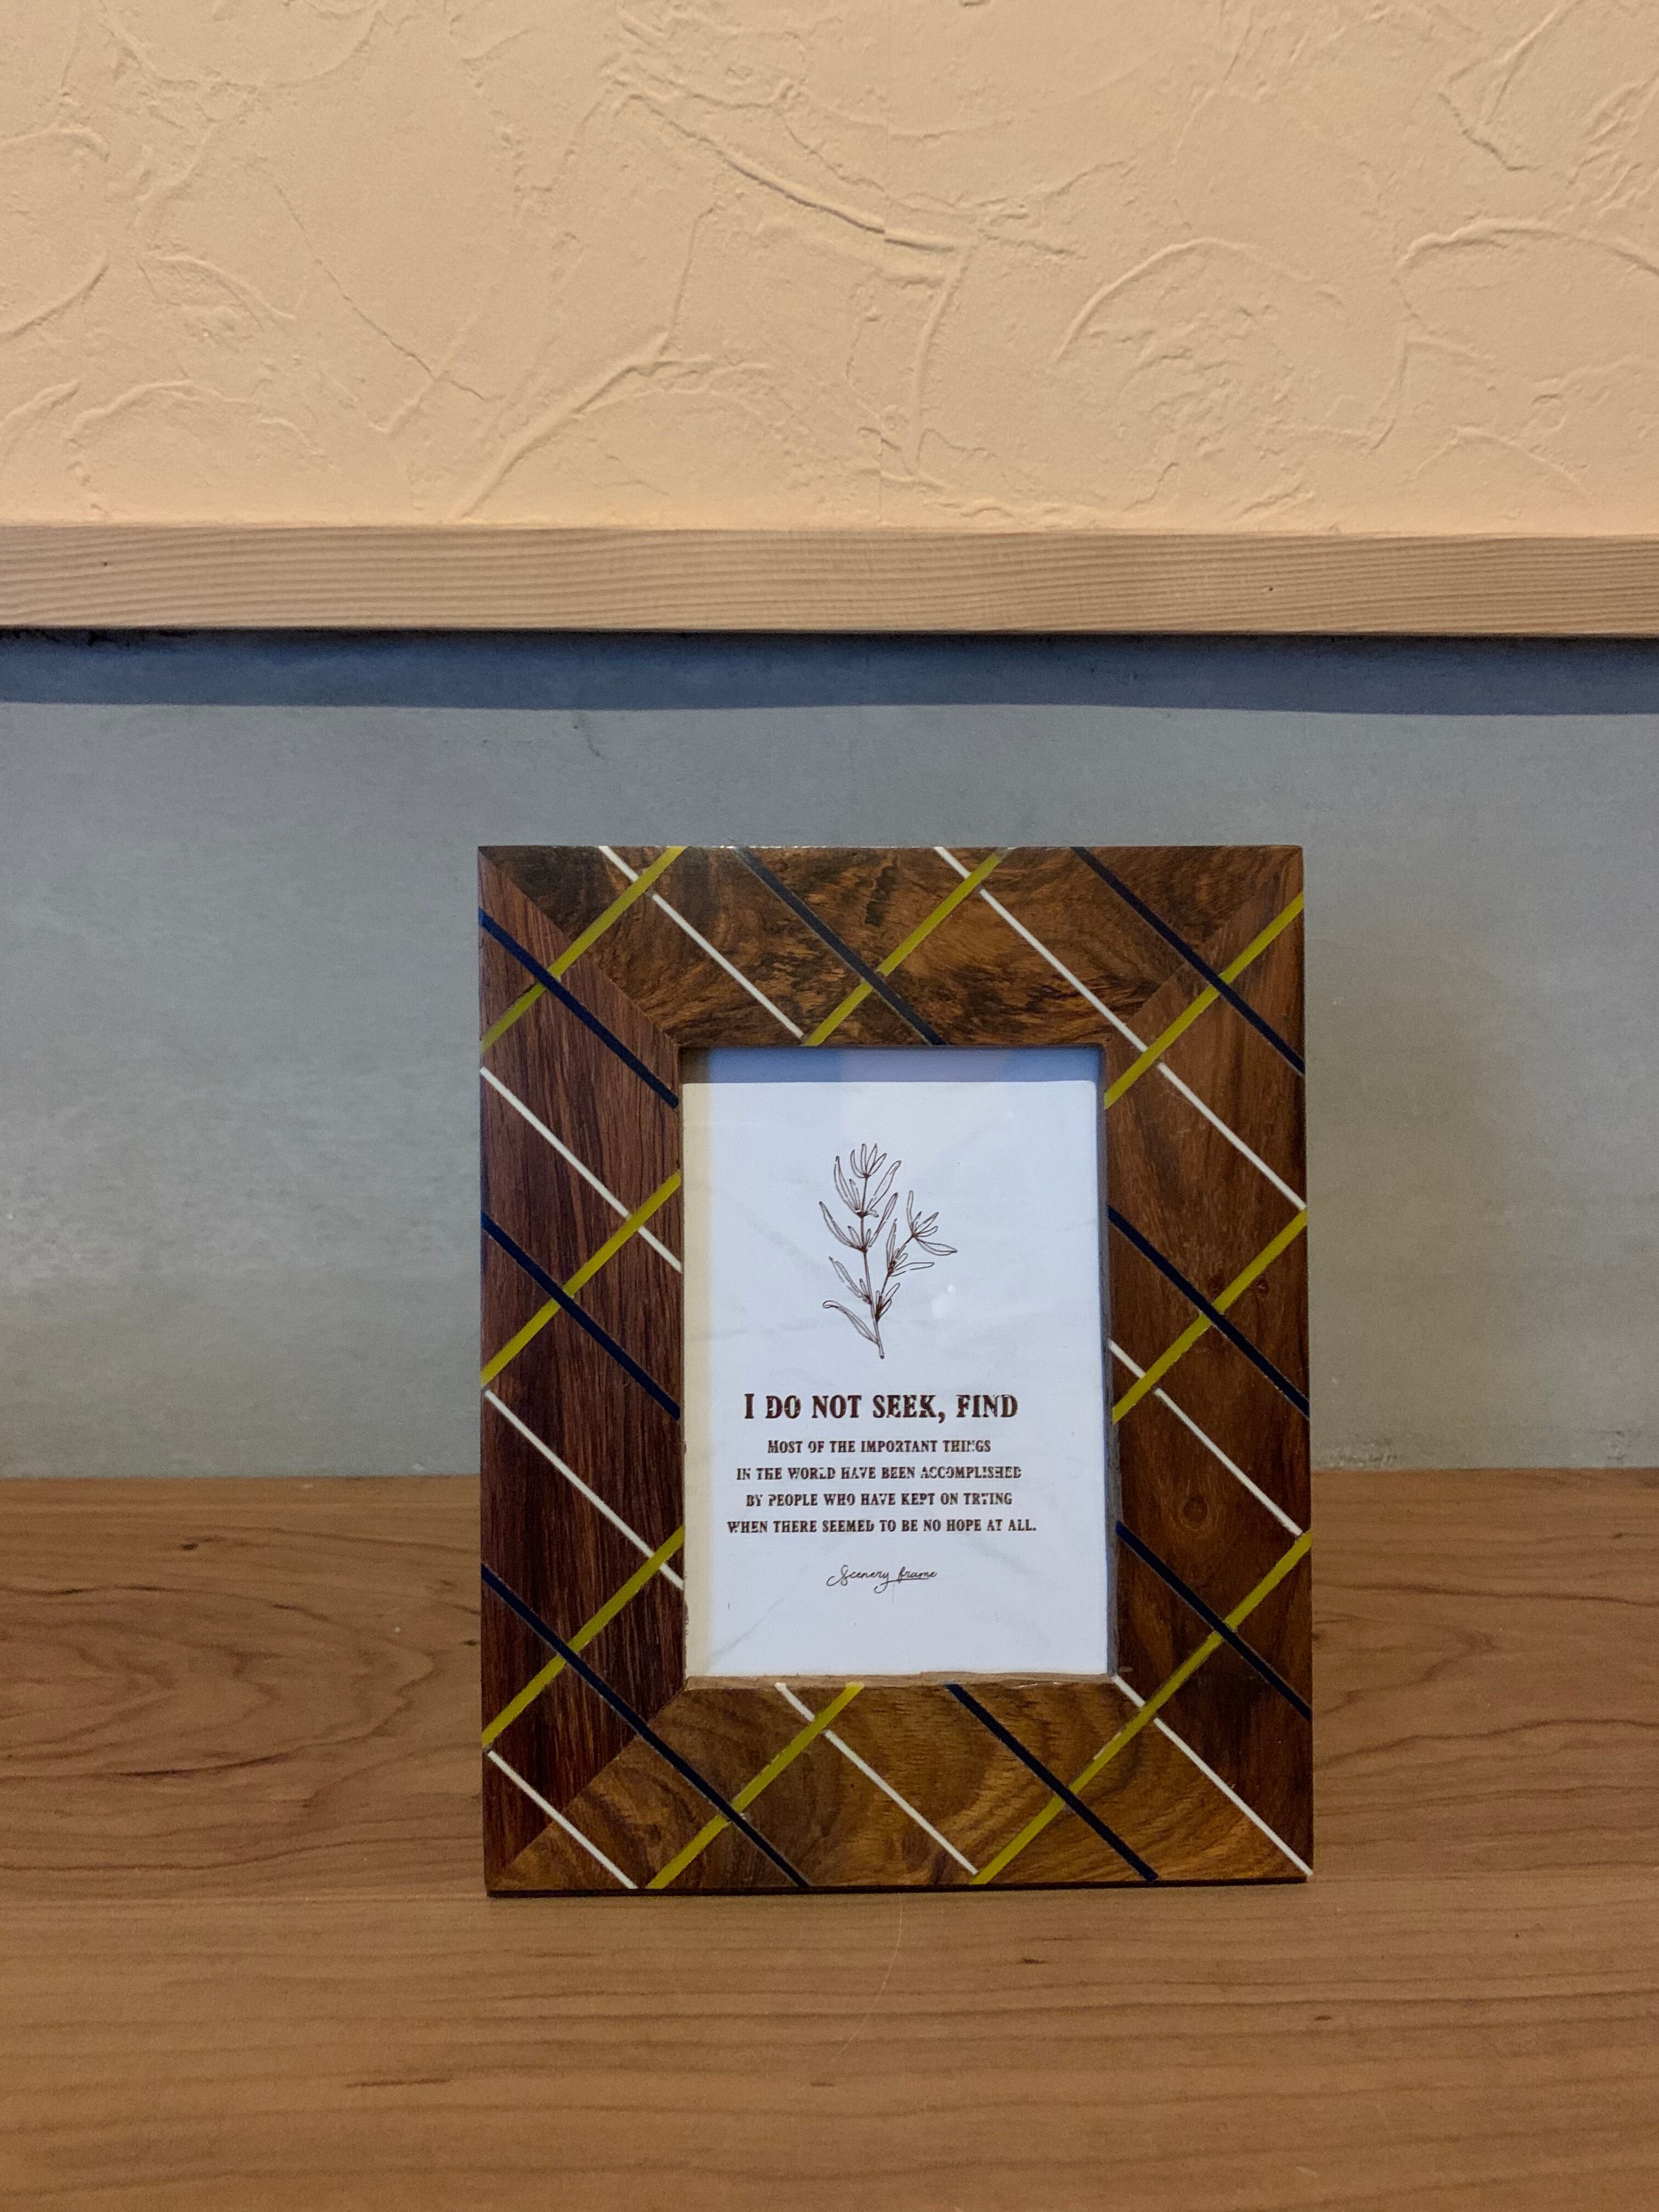 I DO NOT SEEK, FIND
MOST OF THE IMPORTANT THINGS
IN THE WORLD HAVE BEEN ACCOMPLISHED
BY PEOPLE WHO HAVE KEPT ON TRYING
WHEN THERE SEEMED TO BE NO HOPE AT ALL.
Scenery frame